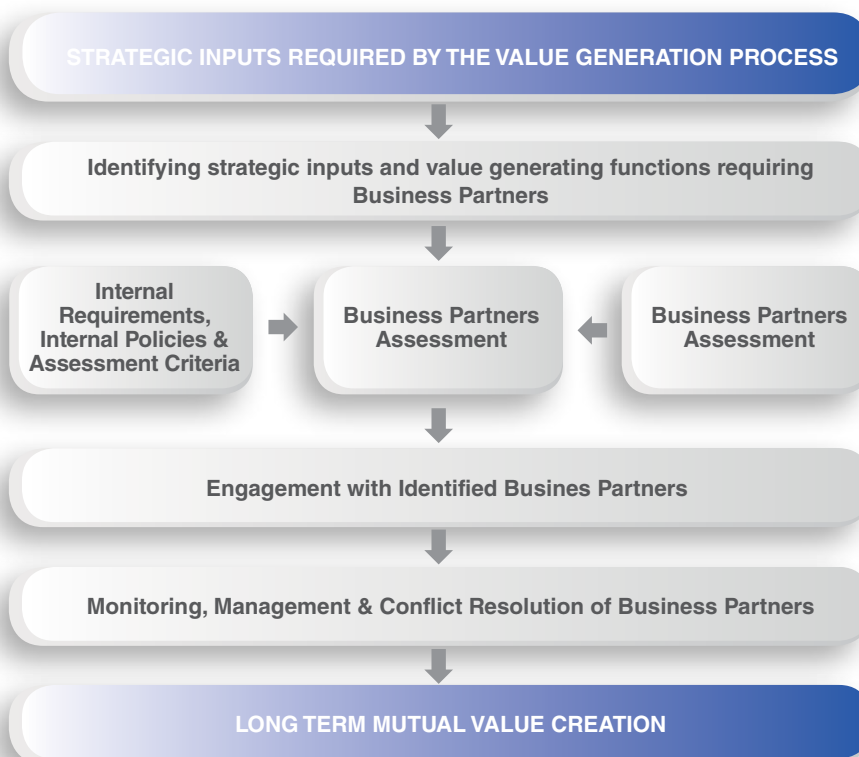 STRATEGIC INPUTS REQUIRED BY THE VALUE GENERATION PROCESS
Identifying strategic inputs and value generating functions requiring
Business Partners
Internal
Requirements,
Internal Policies &
Assessment Criteria
Business Partners
Assessment
Business Partners
Assessment
Engagement with Identified Busines Partners
Monitoring, Management & Conflict Resolution of Business Partners
LONG TERM MUTUAL VALUE CREATION